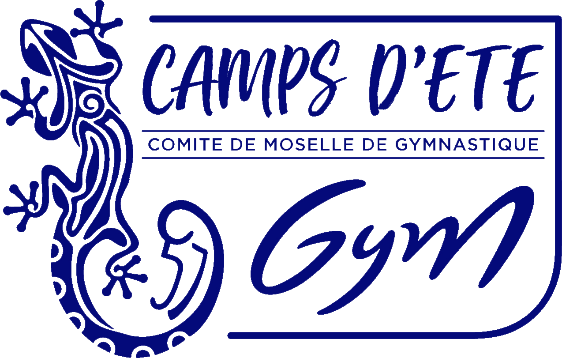 CAMPS D'ETE
COMITE DE MOSELLE DE GYMNASTIQUE
Gym